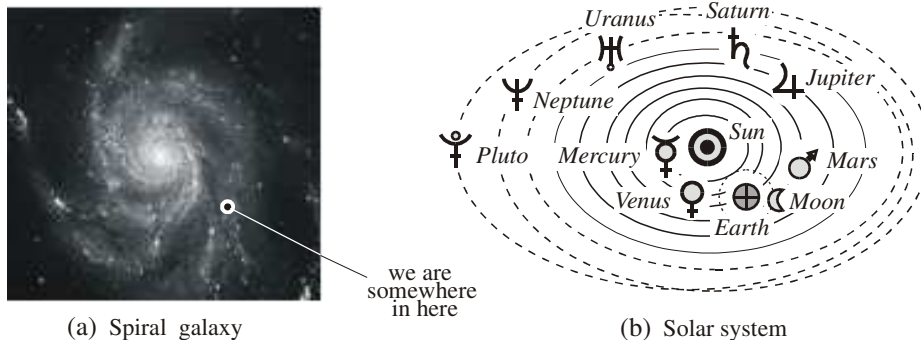 Uranus
Saturn
Jupiter
Neptune
Sun
Pluto
Mercury
Mars
Venus
Moon
Earth
we are
somewhere
in here
(a) Spiral galaxy
(b) Solar system